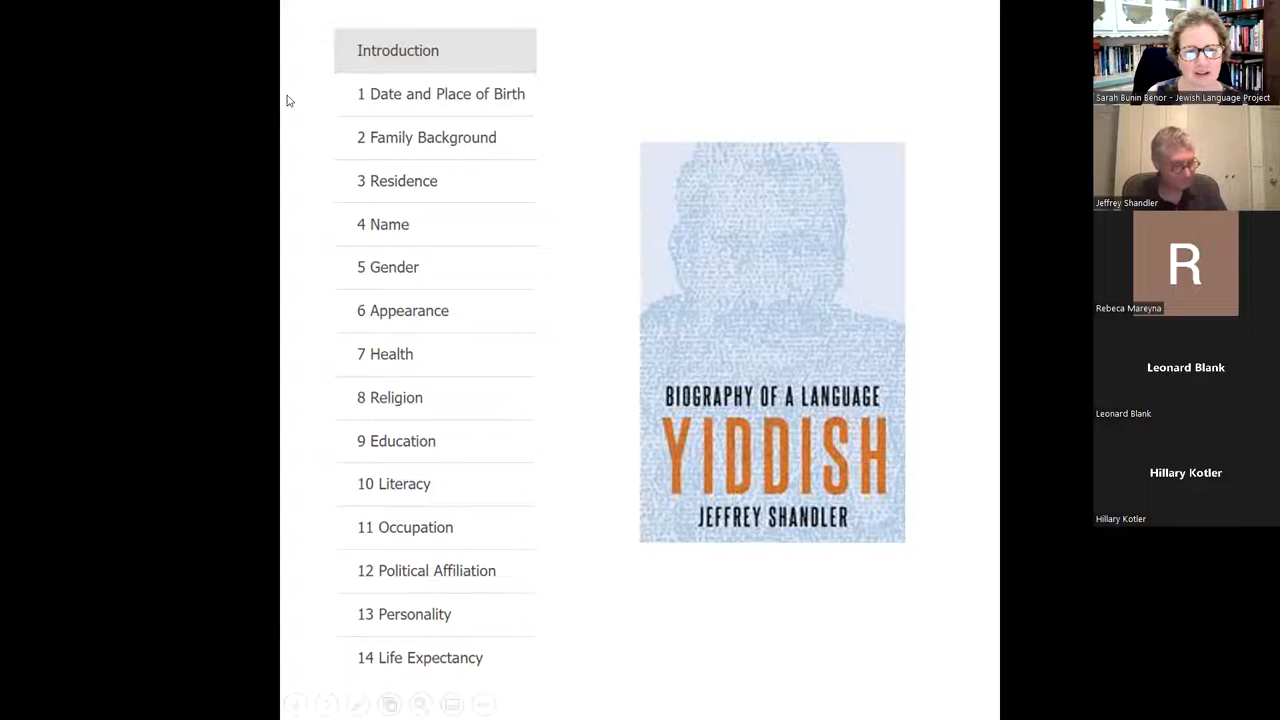 Introduction
1 Date and Place of Birth
2 Family Background
3 Residence
4 Name
5 Gender
6 Appearance
7 Health
8 Religion
9 Education
10 Literacy
11 Occupation
12 Political Affiliation
13 Personality
14 Life Expectancy
BIOGRAPHY OF A LANGUAGE
YIDDISH
JEFFREY SHANDLER
Sarah Bunin Benor - Jewish Language Project
Jeffrey Shandler
R
Rebeca Mareyna
Leonard Blank
Leonard Blank
Hillary Kotler
Hillary Kotler